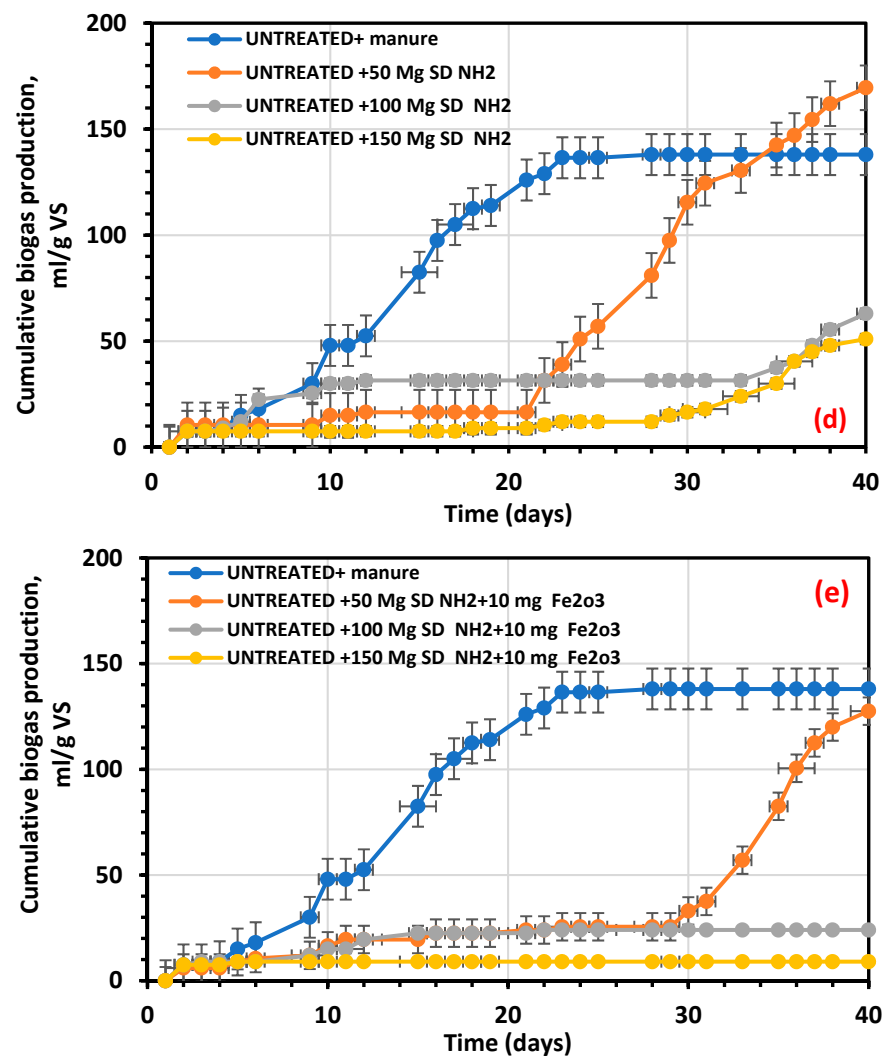 200
150
100
50
0
Cumulative biogas production,
ml/g VS
UNTREATED+ manure
UNTREATED +50 Mg SD NH2
UNTREATED +100 Mg SD NH2
UNTREATED +150 Mg SD NH2
(d)
0 10 20 30 40
Time (days)
200
150
100
50
0
Cumulative biogas production,
ml/g VS
UNTREATED+ manure
UNTREATED +50 Mg SD NH2+10 mg Fe2o3
UNTREATED +100 Mg SD NH2+10 mg Fe2o3
UNTREATED +150 Mg SD NH2+10 mg Fe2o3
(e)
0 10 20 30 40
Time (days)